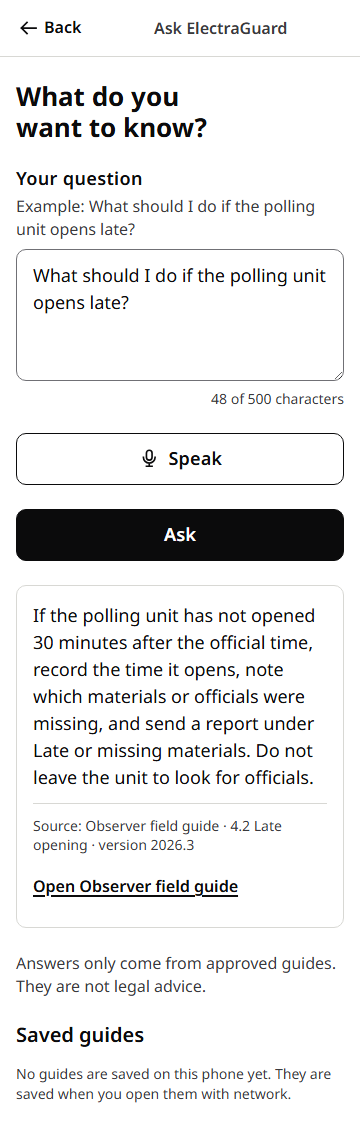 Back
Ask ElectraGuard
What do you
want to know?
Your question
Example: What should I do if the polling
unit opens late?
What should I do if the polling unit
opens late?
48 of 500 characters
Speak
Ask
If the polling unit has not opened
30 minutes after the official time,
record the time it opens, note
which materials or officials were
missing, and send a report under
Late or missing materials. Do not
leave the unit to look for officials.
Source: Observer field guide · 4.2 Late
opening · version 2026.3
Open Observer field guide
Answers only come from approved guides.
They are not legal advice.
Saved guides
No guides are saved on this phone yet. They are
saved when you open them with network.